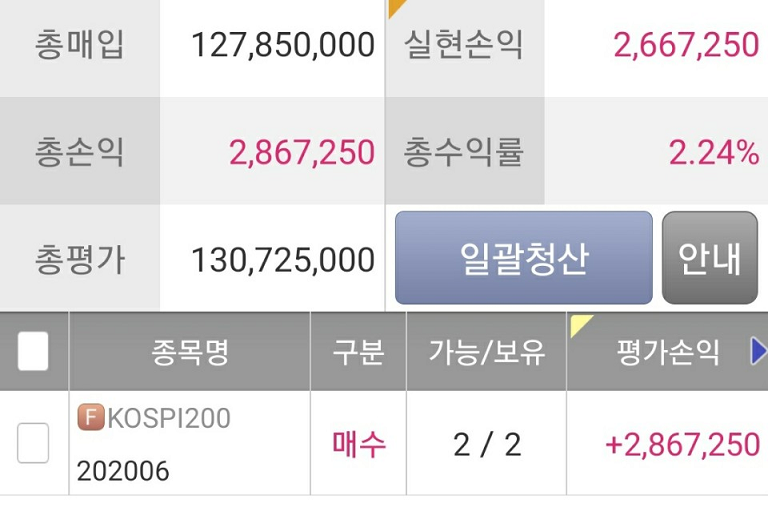 총매입 127,850,000 실현손익 2,667,250
총손익 2,867,250 총수익률 2.24%
총평가 130,725,000 일괄청산 안내
종목명 구분 가능/보유 평가손익
F KOSPI200
202006 매수 2 / 2 +2,867,250